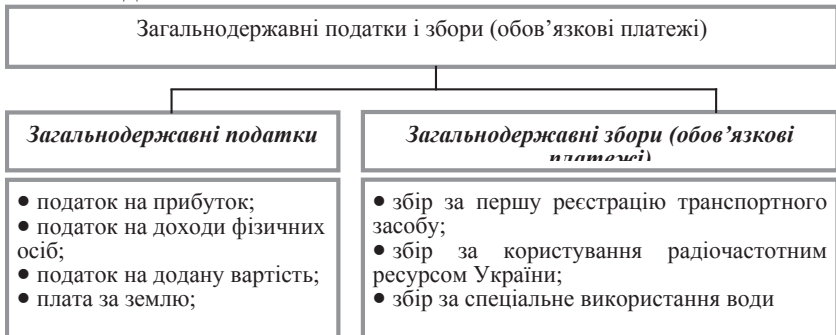 Загальнодержавні податки і збори (обов’язкові платежі)
Загальнодержавні податки
Загальнодержавні збори (обов’язкові
платежі)
● податок на прибуток;
● податок на доходи фізичних
осіб;
● податок на додану вартість;
● плата за землю;
● збір за першу реєстрацію транспортного
засобу;
● збір за користування радіочастотним
ресурсом України;
● збір за спеціальне використання води